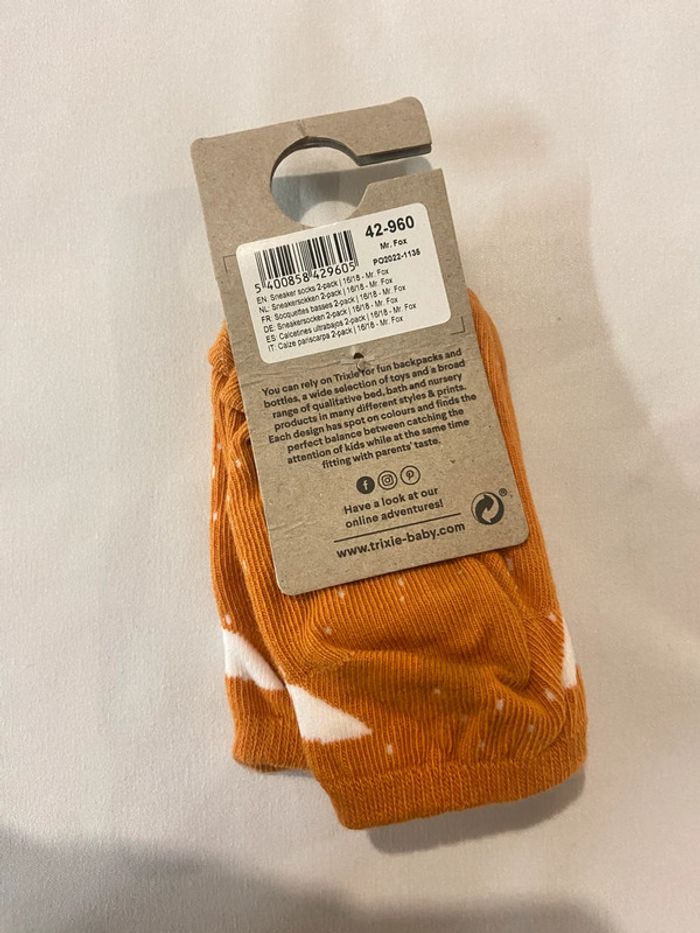 42-960
Mr. Fox
PO2022-1135
5 400858 429605
EN: Sneaker socks 2-pack | 16/18 - Mr. Fox
NL: Sneakersokken 2-pack | 16/18 - Mr. Fox
FR: Socquettes basses 2-pack | 16/18 - Mr. Fox
DE: Sneakersocken 2-pack | 16/18 - Mr. Fox
ES: Calcetines ultrabajos 2-pack | 16/18 - Mr. Fox
IT: Calze pariscarpa 2-pack | 16/18 - Mr. Fox
You can rely on Trixie for fun backpacks and
bottles, a wide selection of toys and a broad
range of qualitative bed, bath and nursery
products in many different styles & prints.
Each design has spot on colours and finds the
perfect balance between catching the
attention of kids while at the same time
fitting with parents' taste.
Have a look at our
online adventures!
www.trixie-baby.com
®